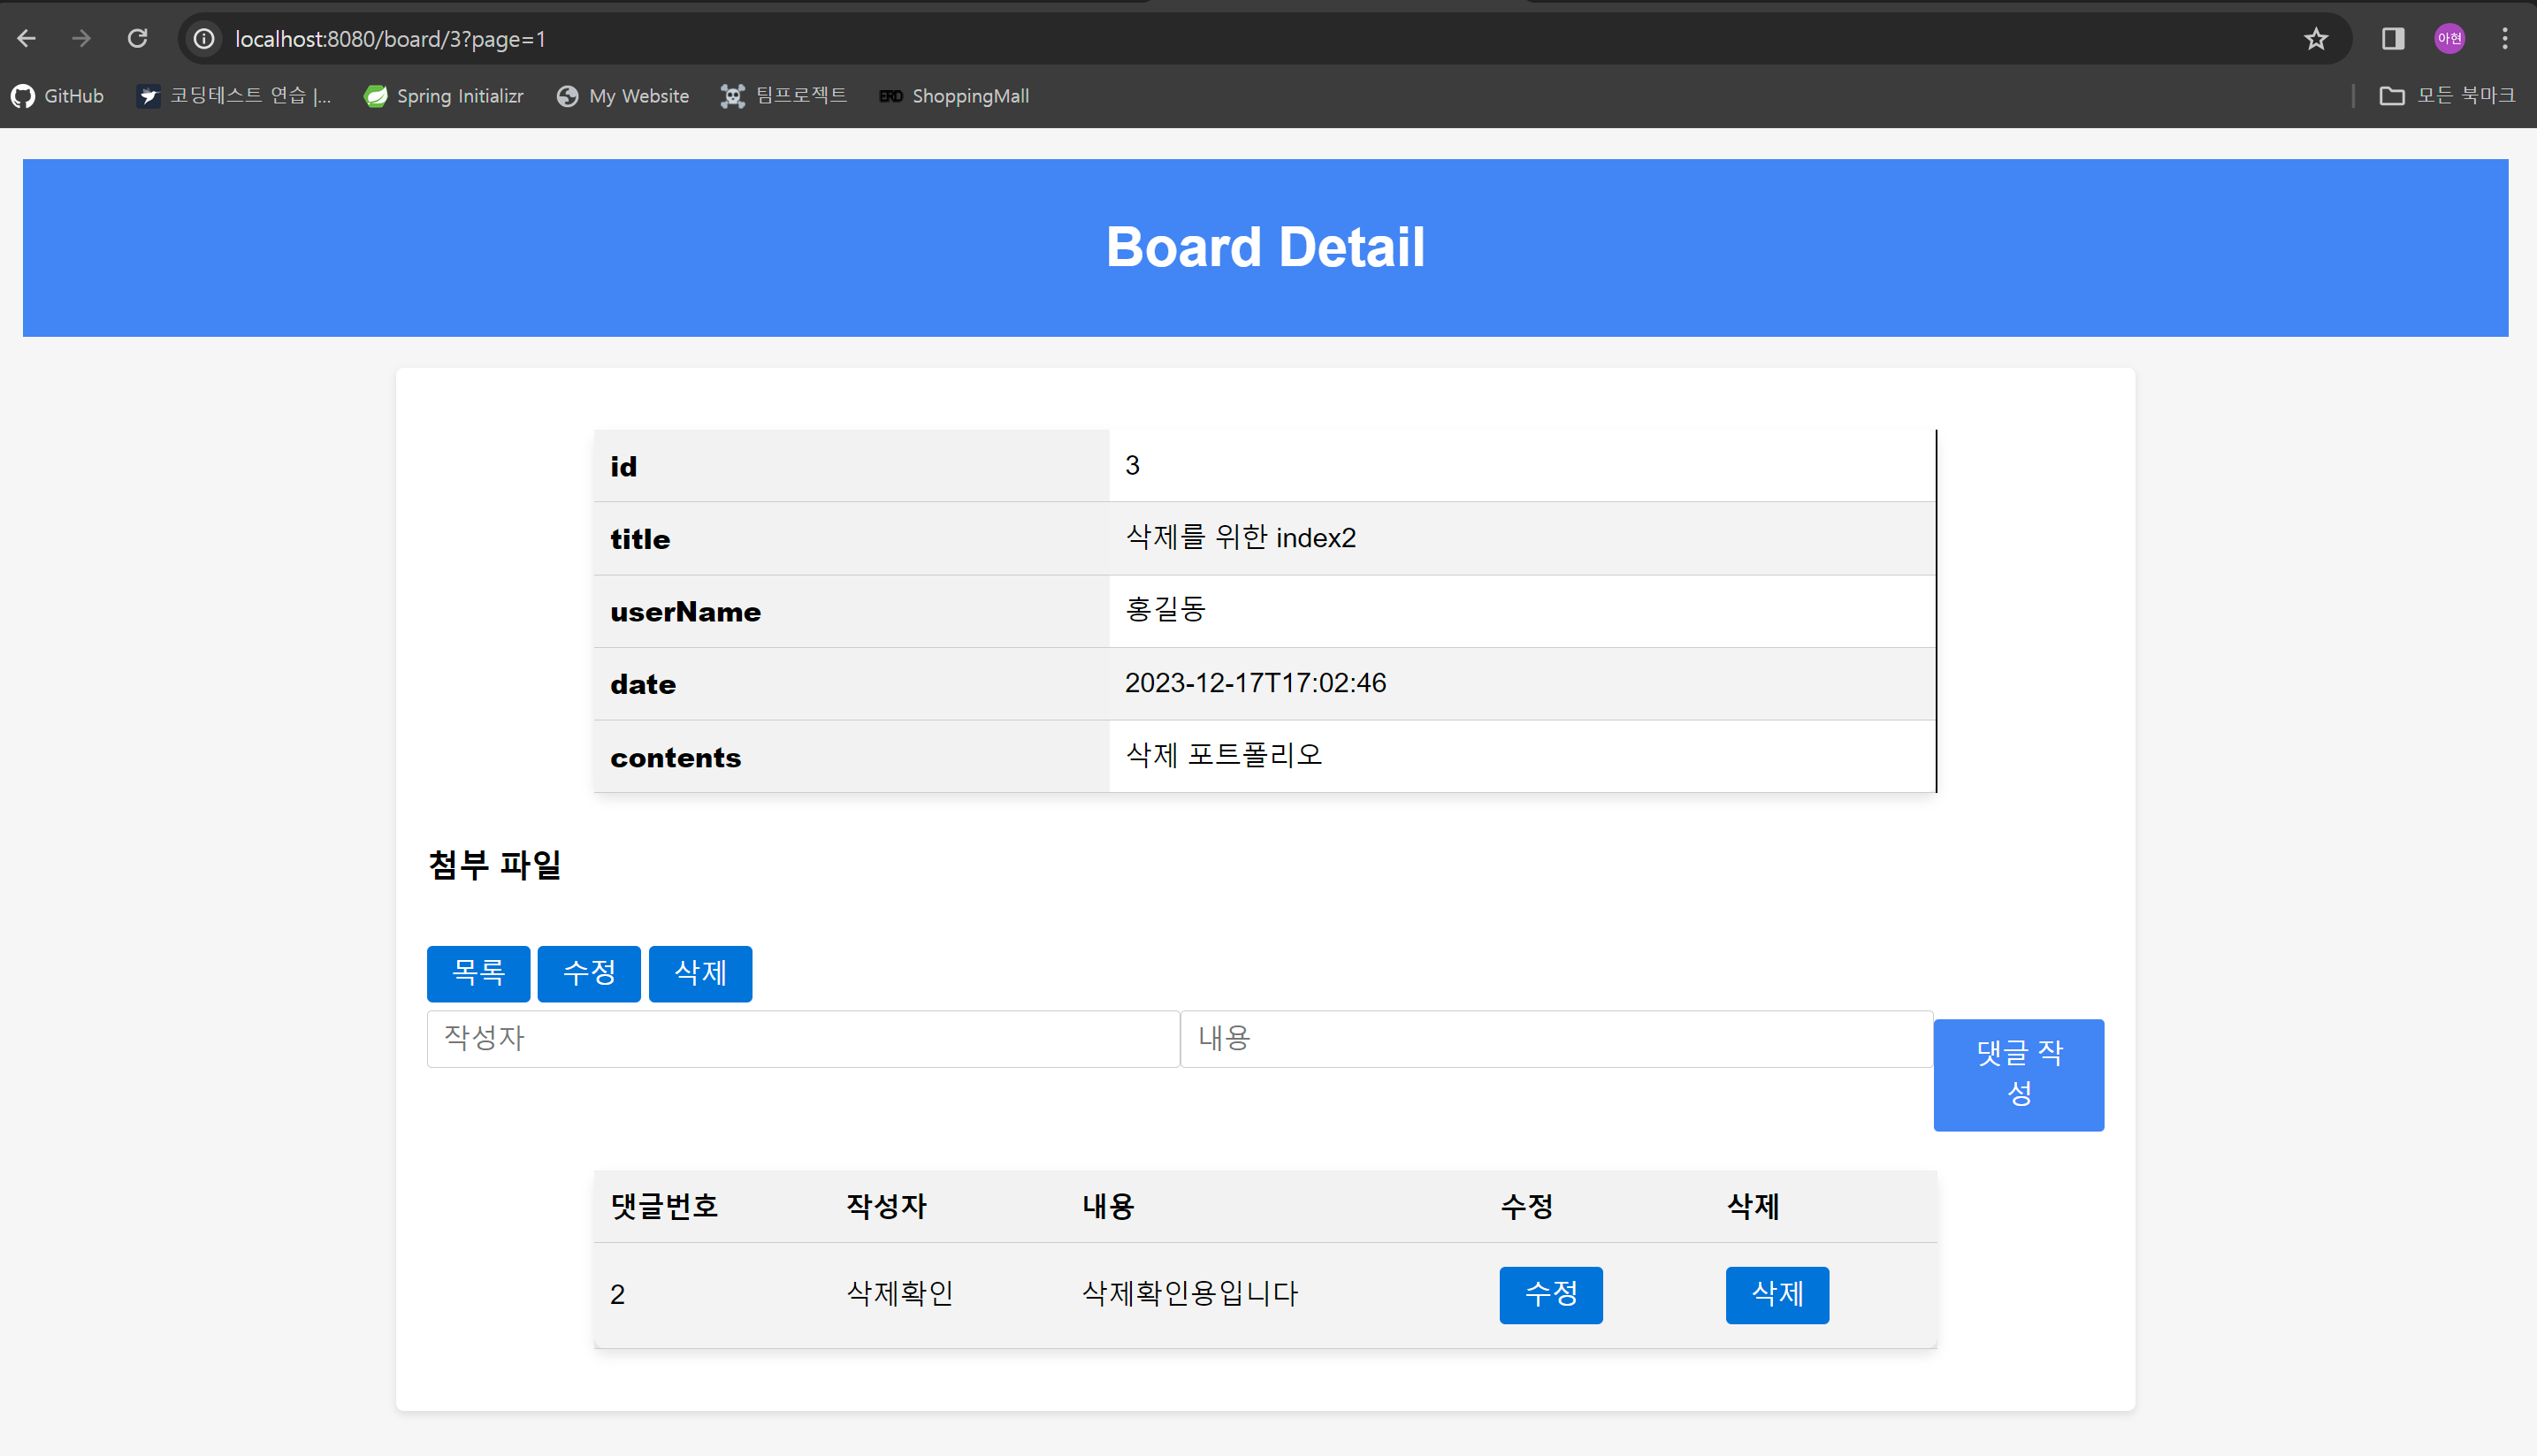 localhost:8080/board/3?page=1
아현
GitHub 코딩테스트 연습 |... Spring Initializr My Website 팀프로젝트 ERD ShoppingMall 모든 북마크
Board Detail
id 3
title 삭제를 위한 index2
userName 홍길동
date 2023-12-17T17:02:46
contents 삭제 포트폴리오
첨부 파일
목록 수정 삭제
작성자 내용 댓글 작
성
댓글번호 작성자 내용 수정 삭제
2 삭제확인 삭제확인용입니다 수정 삭제